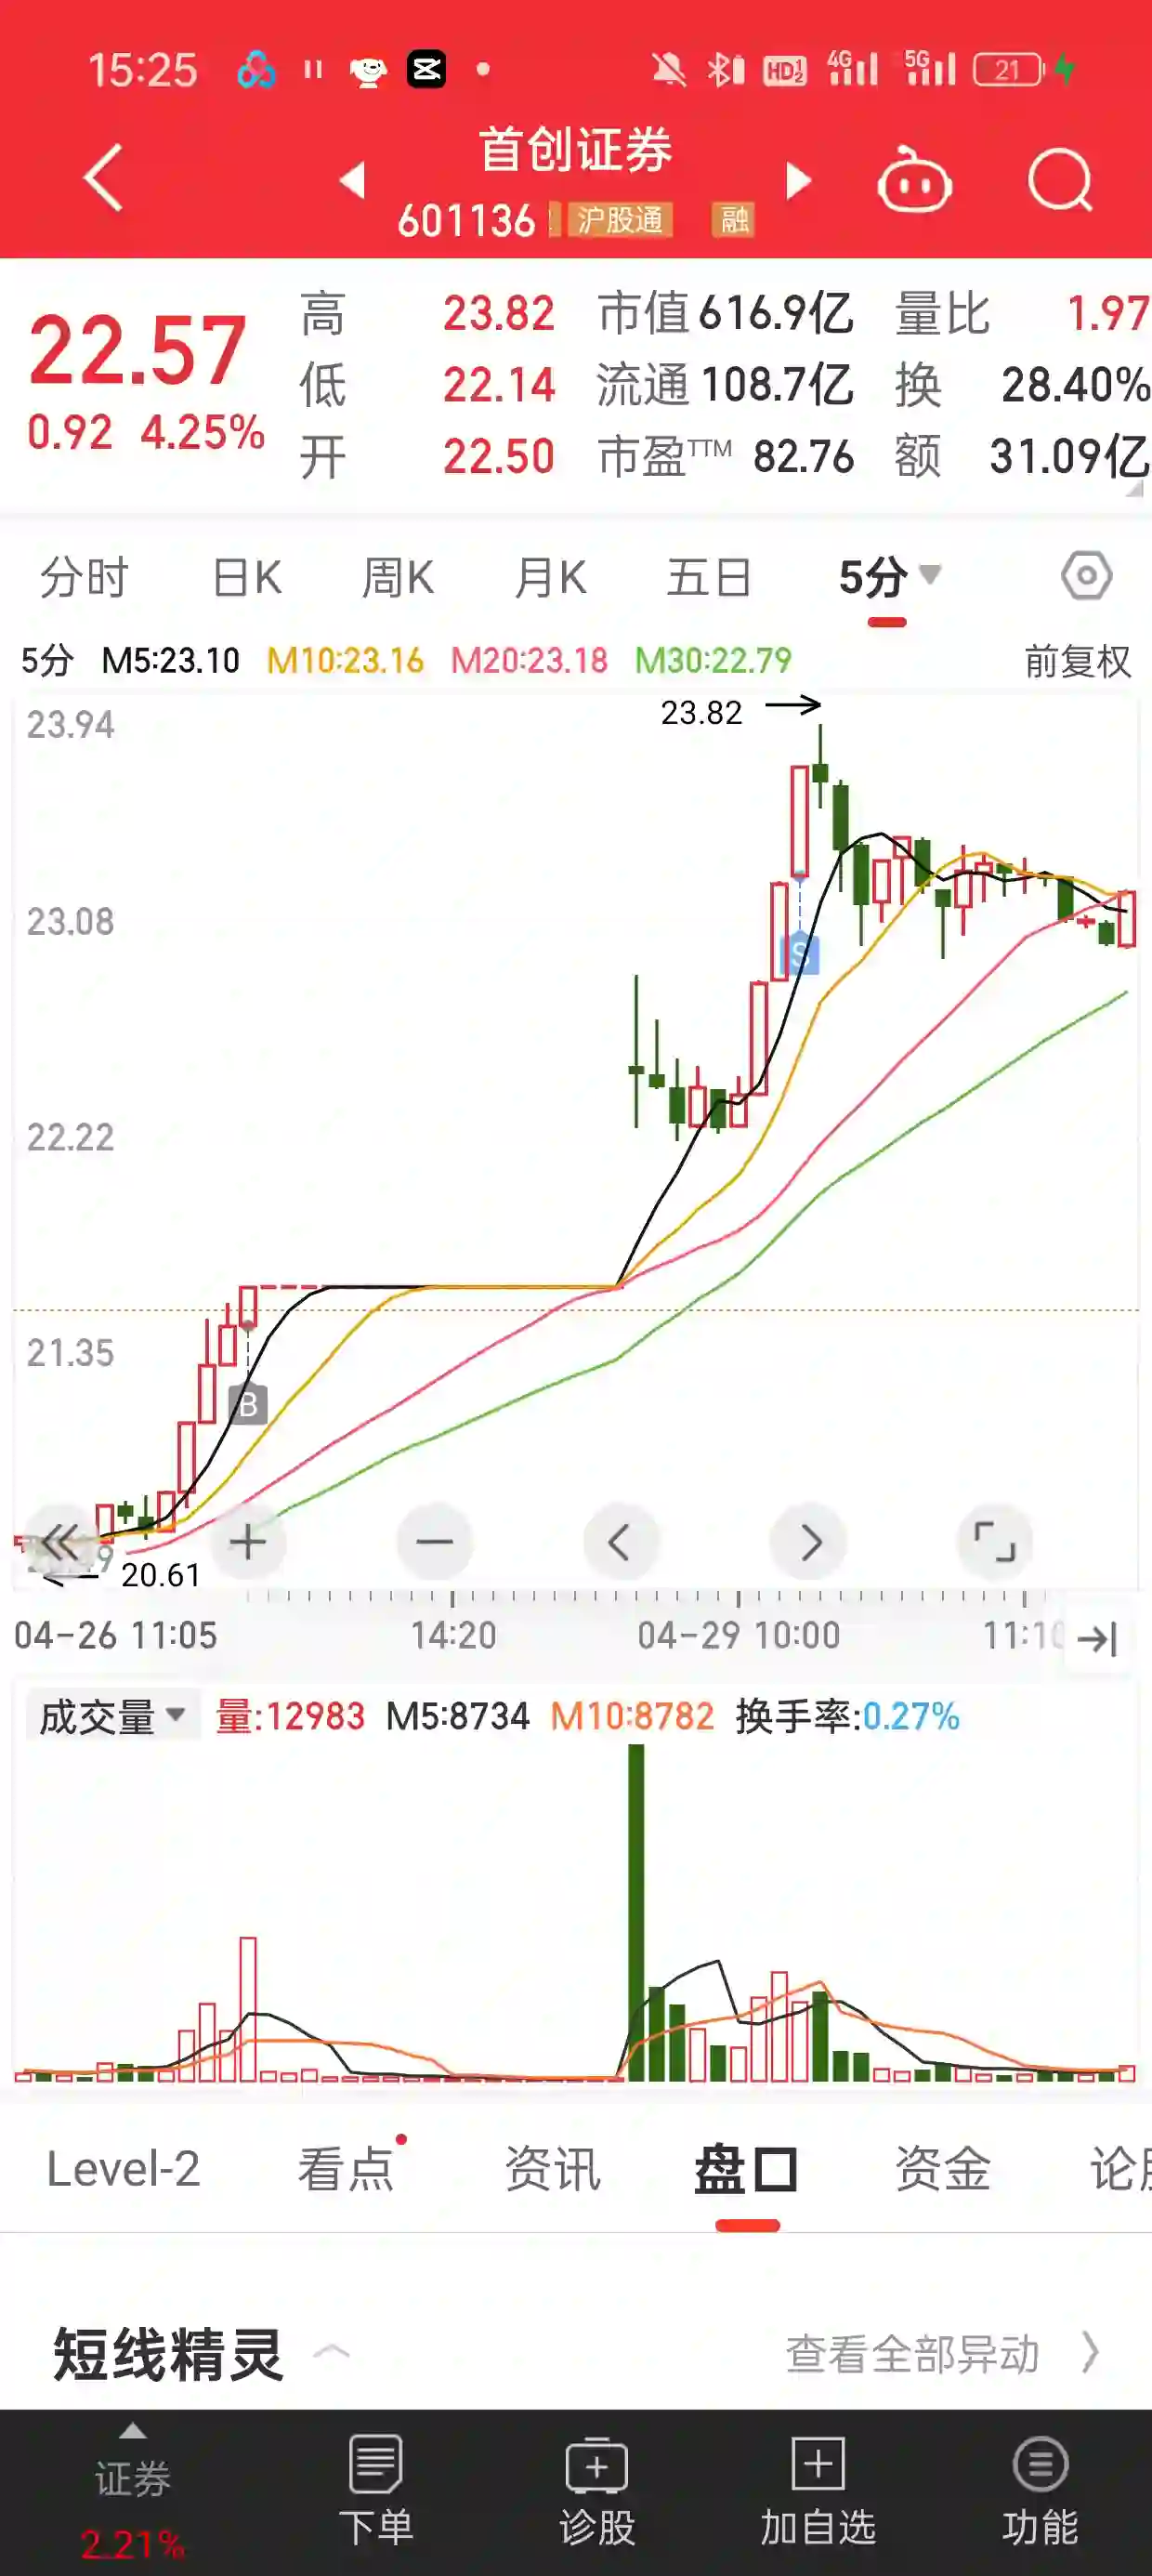 15:25 HD12 4G 5G 21
首创证券
601136 沪股通 融
22.57
0.92 4.25%
高 23.82 市值 616.9亿 量比 1.97
低 22.14 流通 108.7亿 换 28.40%
开 22.50 市盈TTM 82.76 额 31.09亿
分时 日K 周K 月K 五日 5分
5分 M5:23.10 M10:23.16 M20:23.18 M30:22.79 前复权
23.94
23.82
23.08
S
22.22
21.35
B
20.61
04-26 11:05 14:20 04-29 10:00 11:10
成交量 量:12983 M5:8734 M10:8782 换手率:0.27%
Level-2 看点 资讯 盘口 资金 论股
短线精灵 查看全部异动
证券 下单 诊股 加自选 功能
2.21%